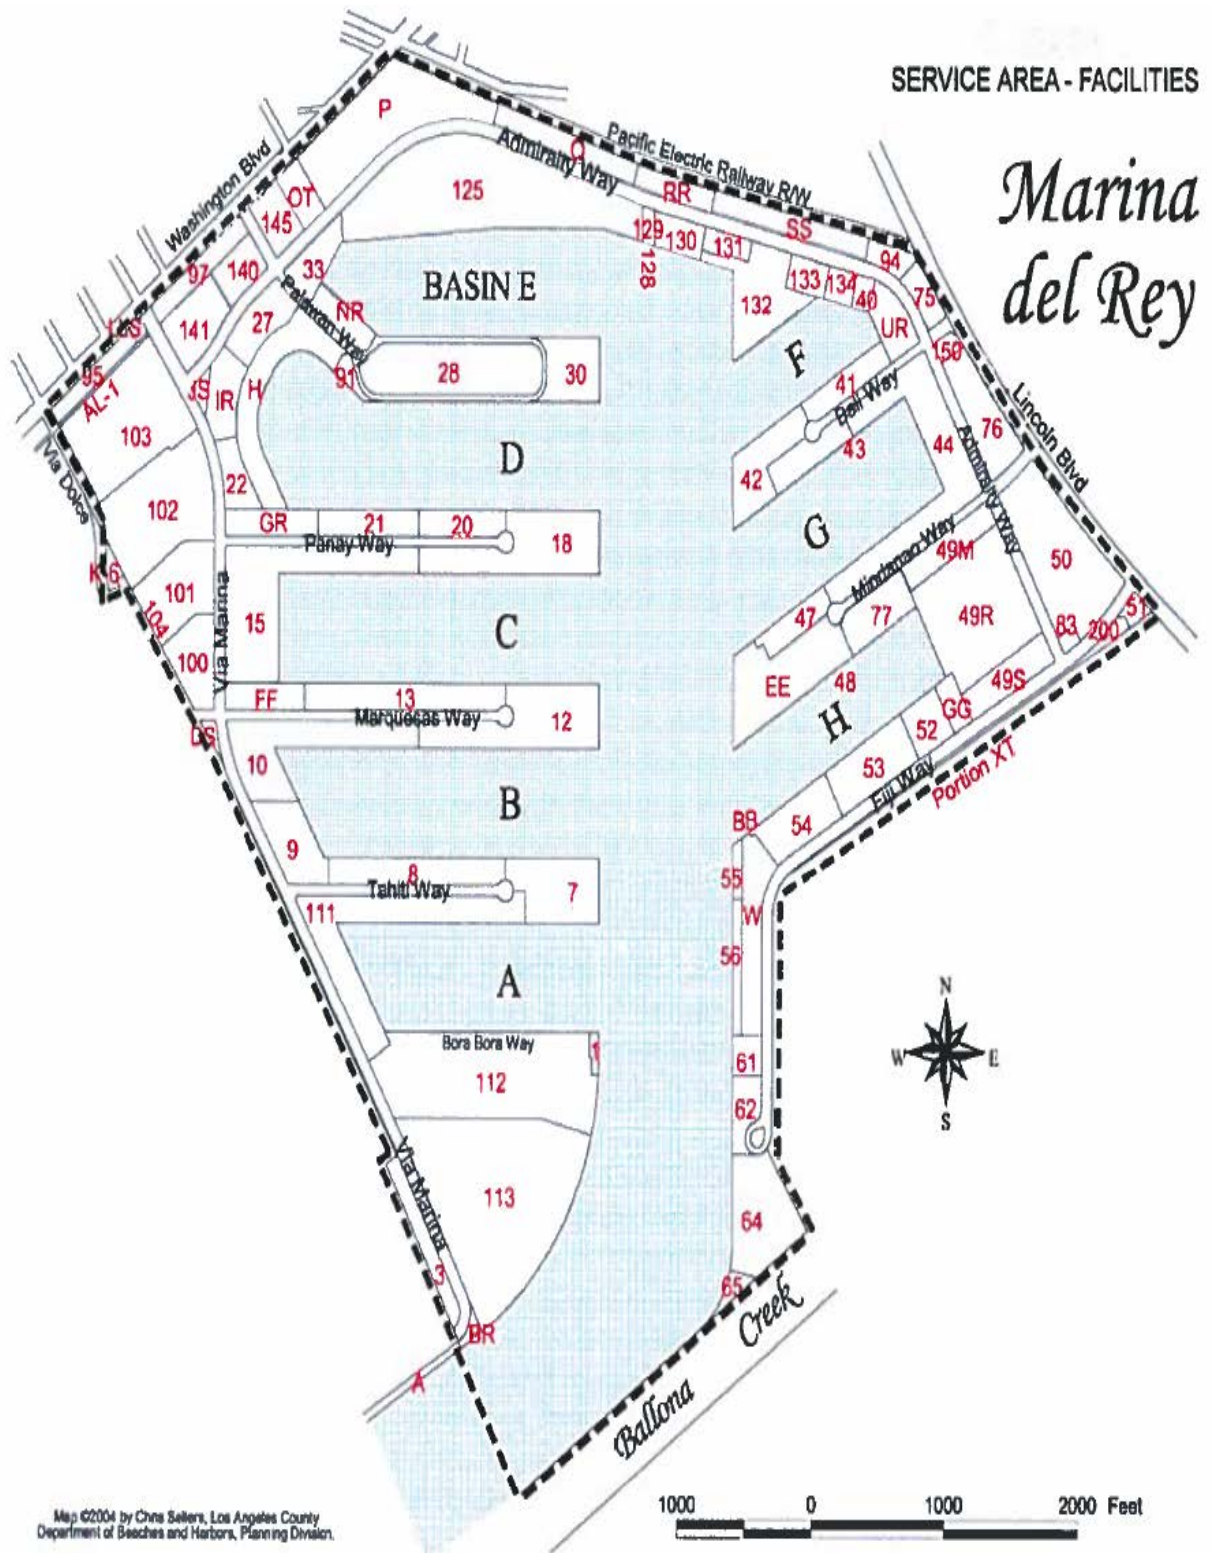 SERVICE AREA - FACILITIES
Marina
del Rey
P
Pacific Electric Railway R/W
Q
Admiralty Way
Washington Blvd
OT
145
125
RR
SS
129
130
131
128
94
97
140
33
BASIN E
133
134
40
75
132
UR
LLS
141
27
Palawan Way
NR
150
F
95
AL-1
JS
IR
H
91
28
30
41
Bali Way
Lincoln Blvd
103
D
43
44
76
Admiralty Way
Via Dolce
22
42
102
GR
21
20
Panay Way
18
G
Mindanao Way
49M
50
K-6
101
104
Via Marina
15
C
47
77
49R
83
200
51
100
EE
48
49S
FF
13
Marquesas Way
12
GG
DS
H
52
10
53
Fiji Way
Portion XT
B
BB
54
9
8
Tahiti Way
7
55
111
W
56
A
Bora Bora Way
1
61
112
62
N
W
E
S
Via Marina
113
64
3
65
BR
A
Ballona Creek
1000 0 1000 2000 Feet
Map ©2004 by Chris Sellers, Los Angeles County
Department of Beaches and Harbors, Planning Division.